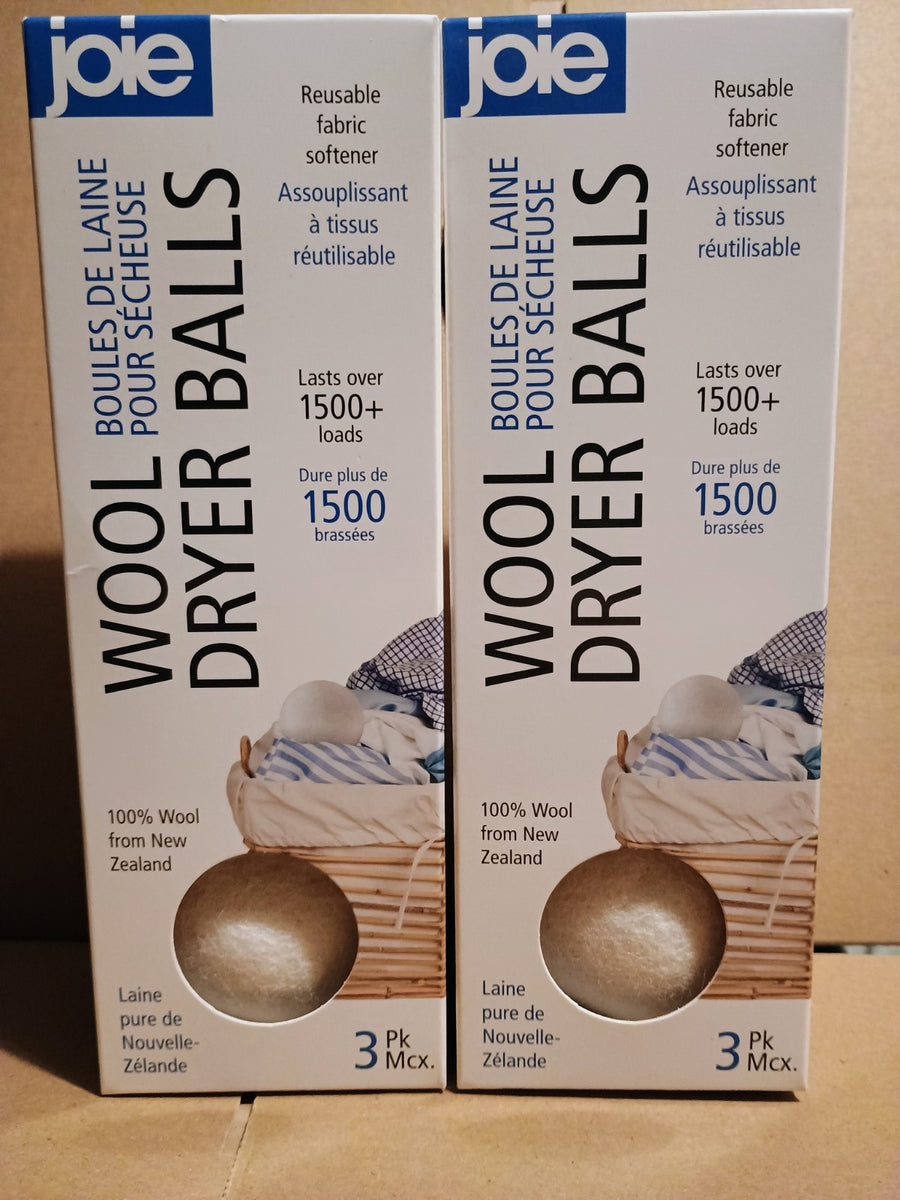 joie
Reusable
fabric
softener
Assouplissant
à tissus
réutilisable
BOULES DE LAINE
POUR SÉCHEUSE
WOOL
DRYER BALLS
Lasts over
1500+
loads
Dure plus de
1500
brassées
100% Wool
from New
Zealand
Laine
pure de
Nouvelle-
Zélande
3 Pk
Mcx.
joie
Reusable
fabric
softener
Assouplissant
à tissus
réutilisable
BOULES DE LAINE
POUR SÉCHEUSE
WOOL
DRYER BALLS
Lasts over
1500+
loads
Dure plus de
1500
brassées
100% Wool
from New
Zealand
Laine
pure de
Nouvelle-
Zélande
3 Pk
Mcx.